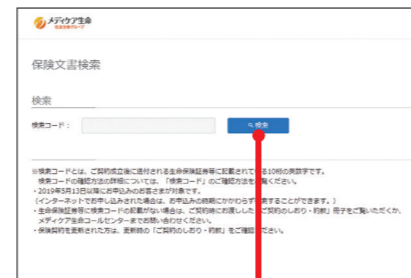 メディケア生命
保険文書検索
検索
検索コード：
検索
※検索コードとは、ご契約成立後に送付される生命保険証券等に記載されている10桁の英数字です。
検索コードの確認方法の詳細については、「検索コード」のご確認方法をご覧ください。
・2019年5月13日以降にお申込みのお客さまが対象です。
（インターネットでお申し込みされた場合は、お申込みの時期にかかわらず検索することができます。）
・生命保険証券等に検索コードの記載がない場合は、ご契約時にお渡しした「ご契約のしおり・約款」冊子をご覧いただくか、
メディケア生命コールセンターまでお問い合わせください。
・保険契約を更新された方は、更新時の「ご契約のしおり・約款」をご確認ください。